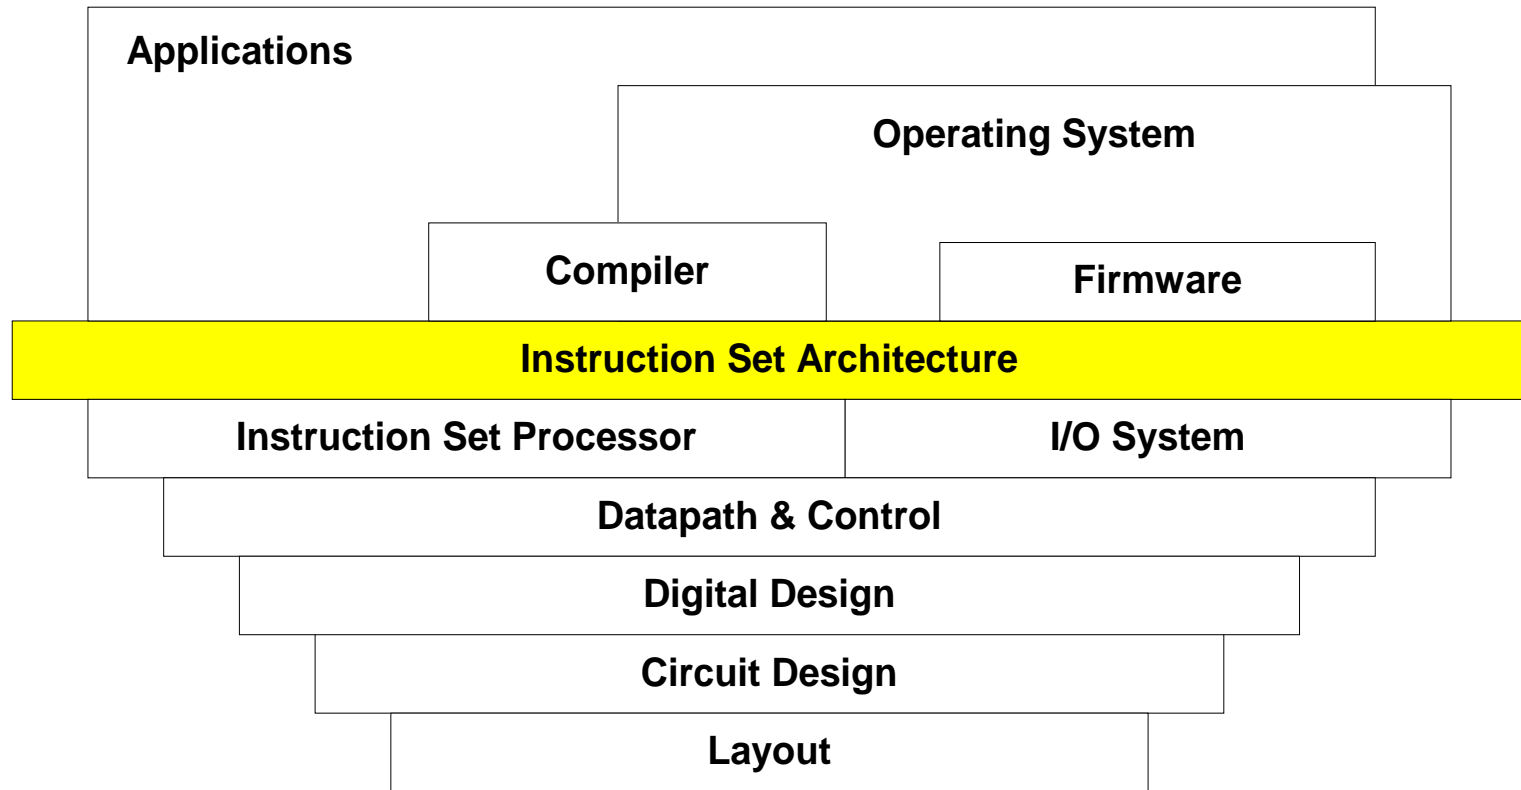 Applications
Operating System
Compiler
Firmware
Instruction Set Architecture
Instruction Set Processor
I/O System
Datapath & Control
Digital Design
Circuit Design
Layout